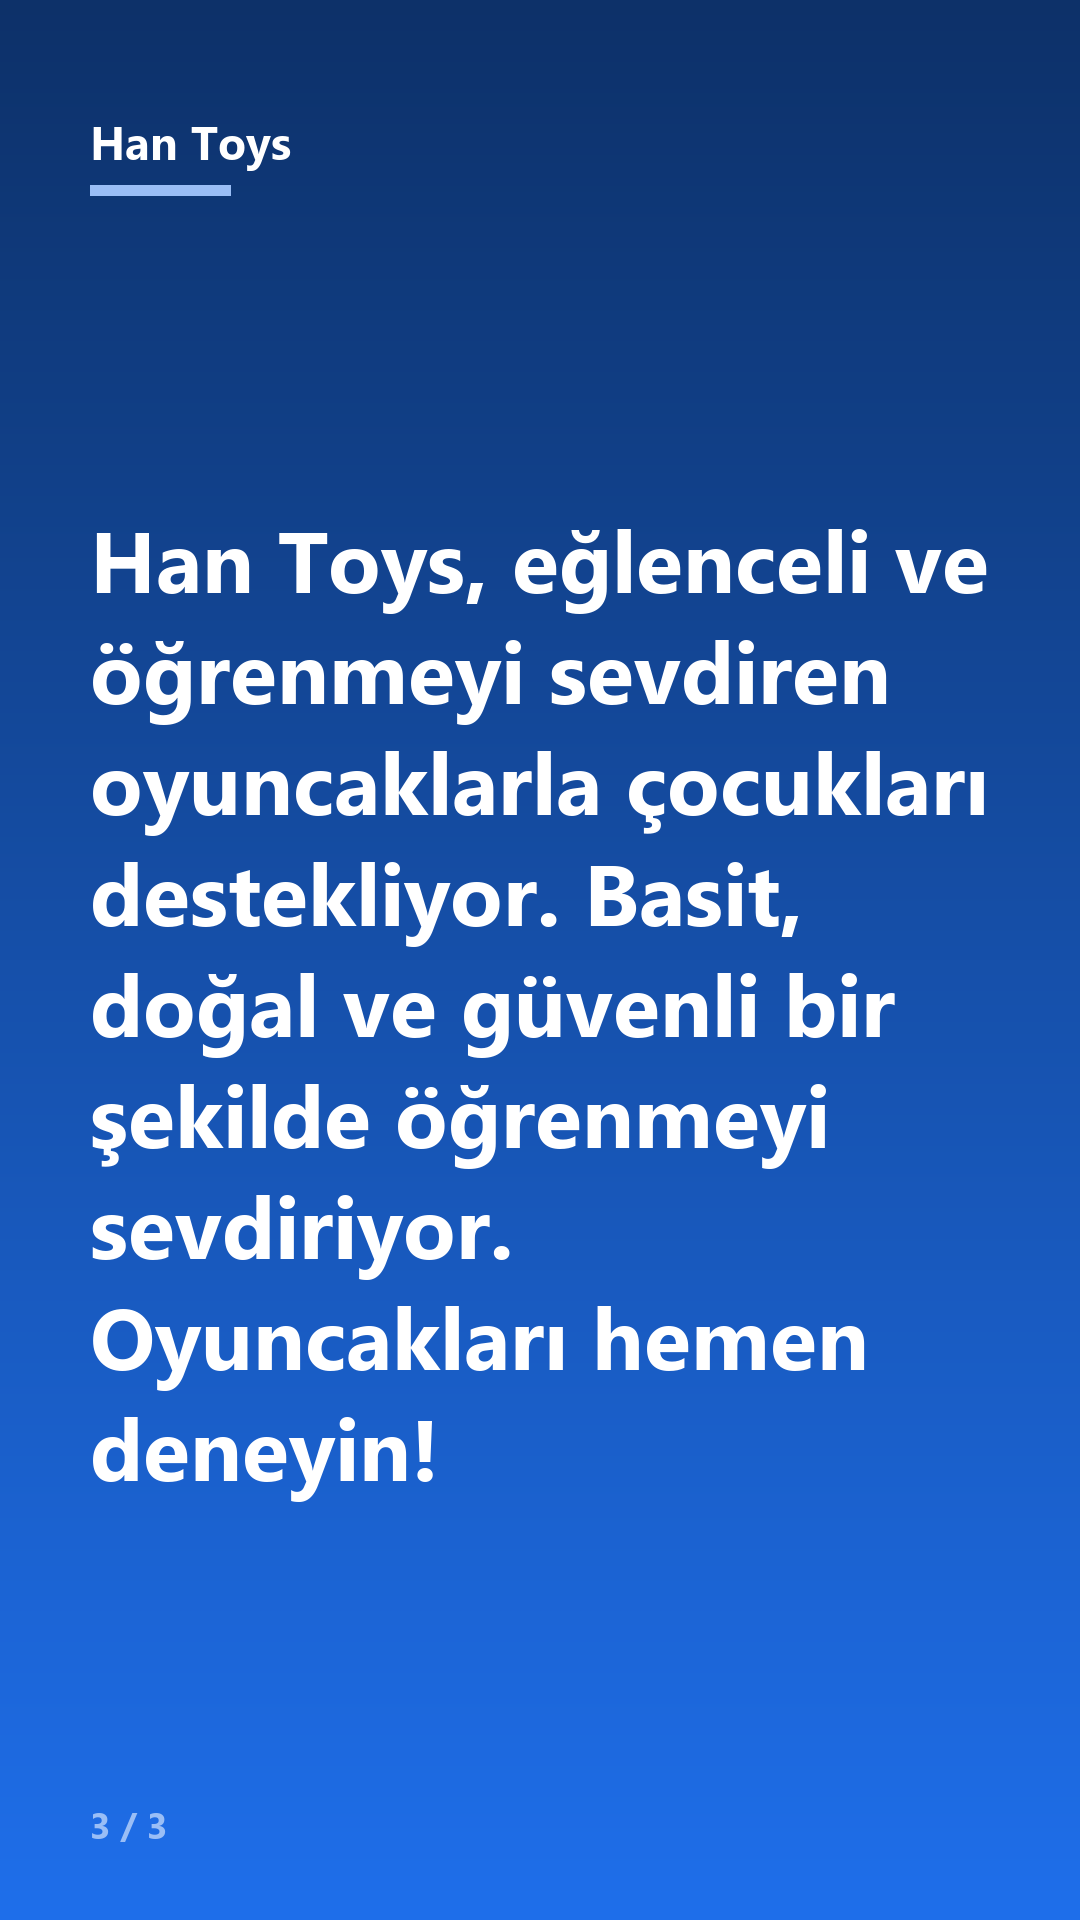 Han Toys
Han Toys, eğlenceli ve
öğrenmeyi sevdiren
oyuncaklarla çocukları
destekliyor. Basit,
doğal ve güvenli bir
şekilde öğrenmeyi
sevdiriyor.
Oyuncakları hemen
deneyin!
3 / 3